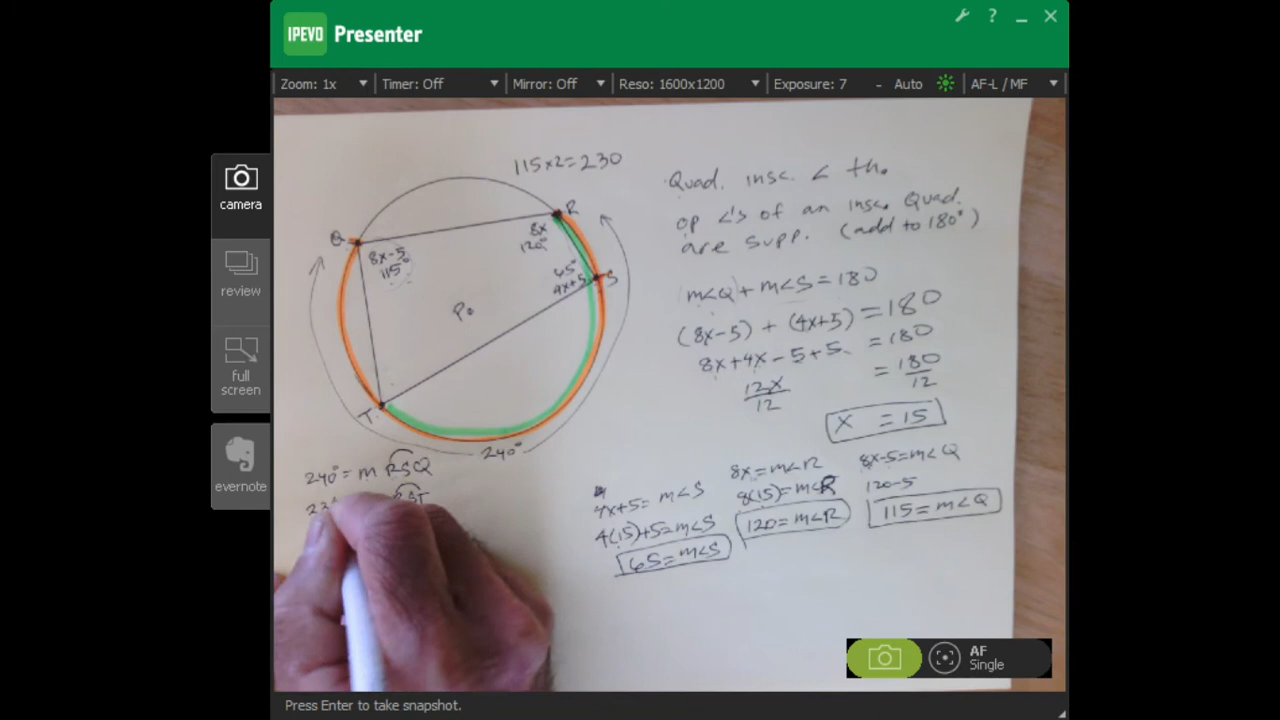 IPEVO Presenter
Zoom: 1x
Timer: Off
Mirror: Off
Reso: 1600x1200
Exposure: 7
- Auto
AF-L / MF
camera
review
full
screen
evernote
115x2=230
Q
R
S
T
P
8x-5
115°
8x
120°
65°
4x+5
240°
240° = m RSQ
23
RST
Quad. insc. < th.
op <'s of an insc. Quad.
are supp. (add to 180°)
m<Q + m<S = 180
(8x-5) + (4x+5) = 180
8x+4x-5+5 = 180
12x = 180
12 12
x = 15
4x+5 = m<S
4(15)+5 = m<S
65 = m<S
8x = m<R
8(15) = m<R
120 = m<R
8x-5 = m<Q
120-5
115 = m<Q
AF
Single
Press Enter to take snapshot.